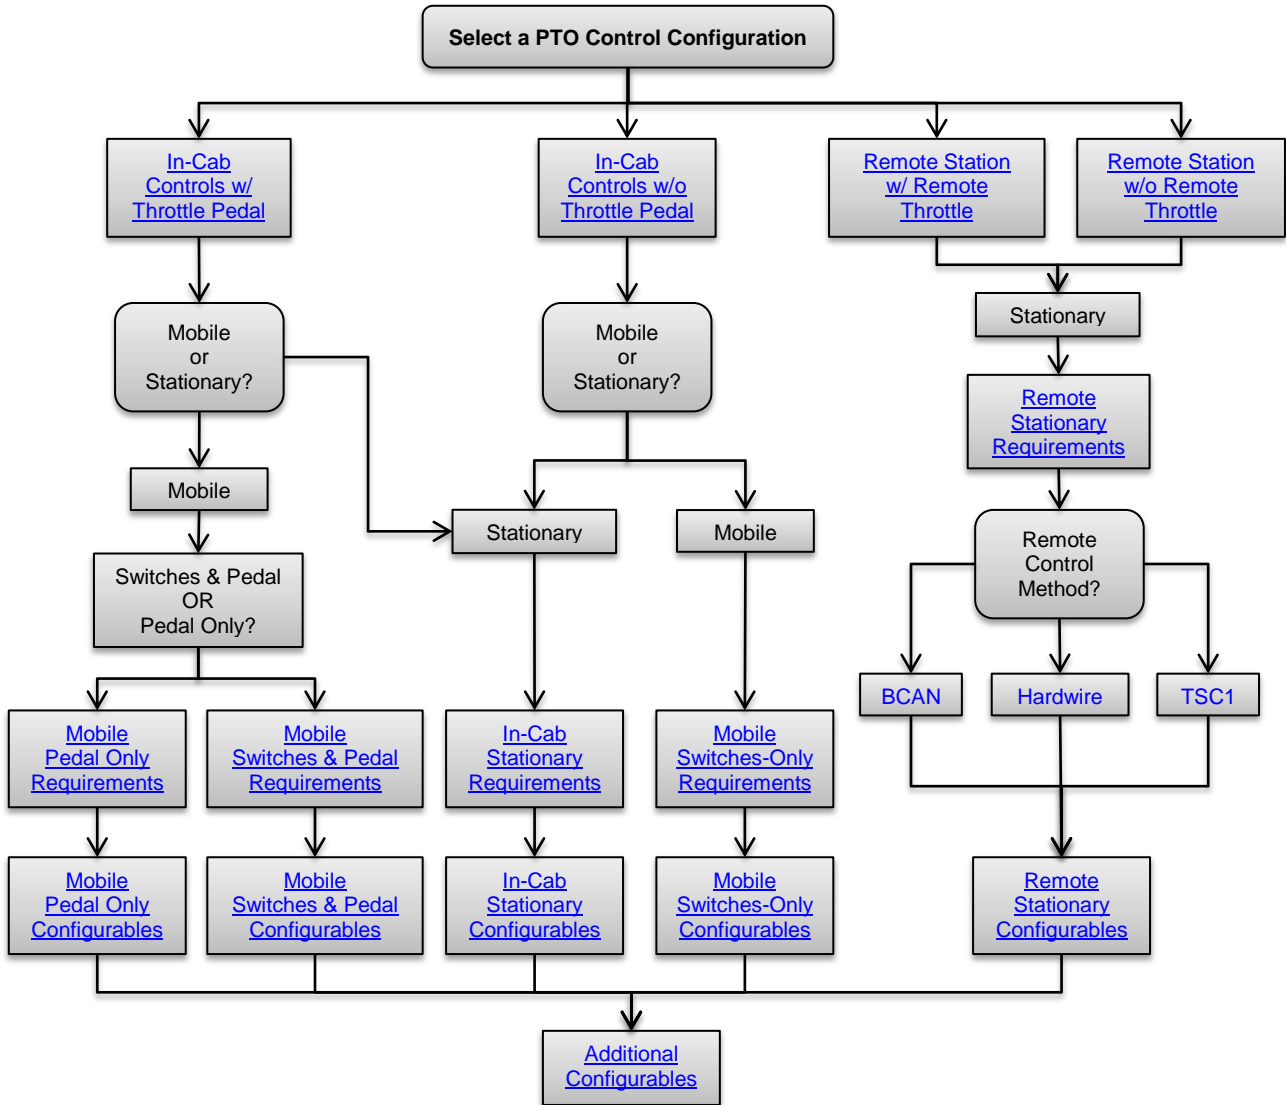 Select a PTO Control Configuration
In-Cab
Controls w/
Throttle Pedal
In-Cab
Controls w/o
Throttle Pedal
Remote Station
w/ Remote
Throttle
Remote Station
w/o Remote
Throttle
Mobile
or
Stationary?
Mobile
or
Stationary?
Stationary
Remote
Stationary
Requirements
Mobile
Stationary
Mobile
Remote
Control
Method?
Switches & Pedal
OR
Pedal Only?
BCAN
Hardwire
TSC1
Mobile
Pedal Only
Requirements
Mobile
Switches & Pedal
Requirements
In-Cab
Stationary
Requirements
Mobile
Switches-Only
Requirements
Mobile
Pedal Only
Configurables
Mobile
Switches & Pedal
Configurables
In-Cab
Stationary
Configurables
Mobile
Switches-Only
Configurables
Remote
Stationary
Configurables
Additional
Configurables